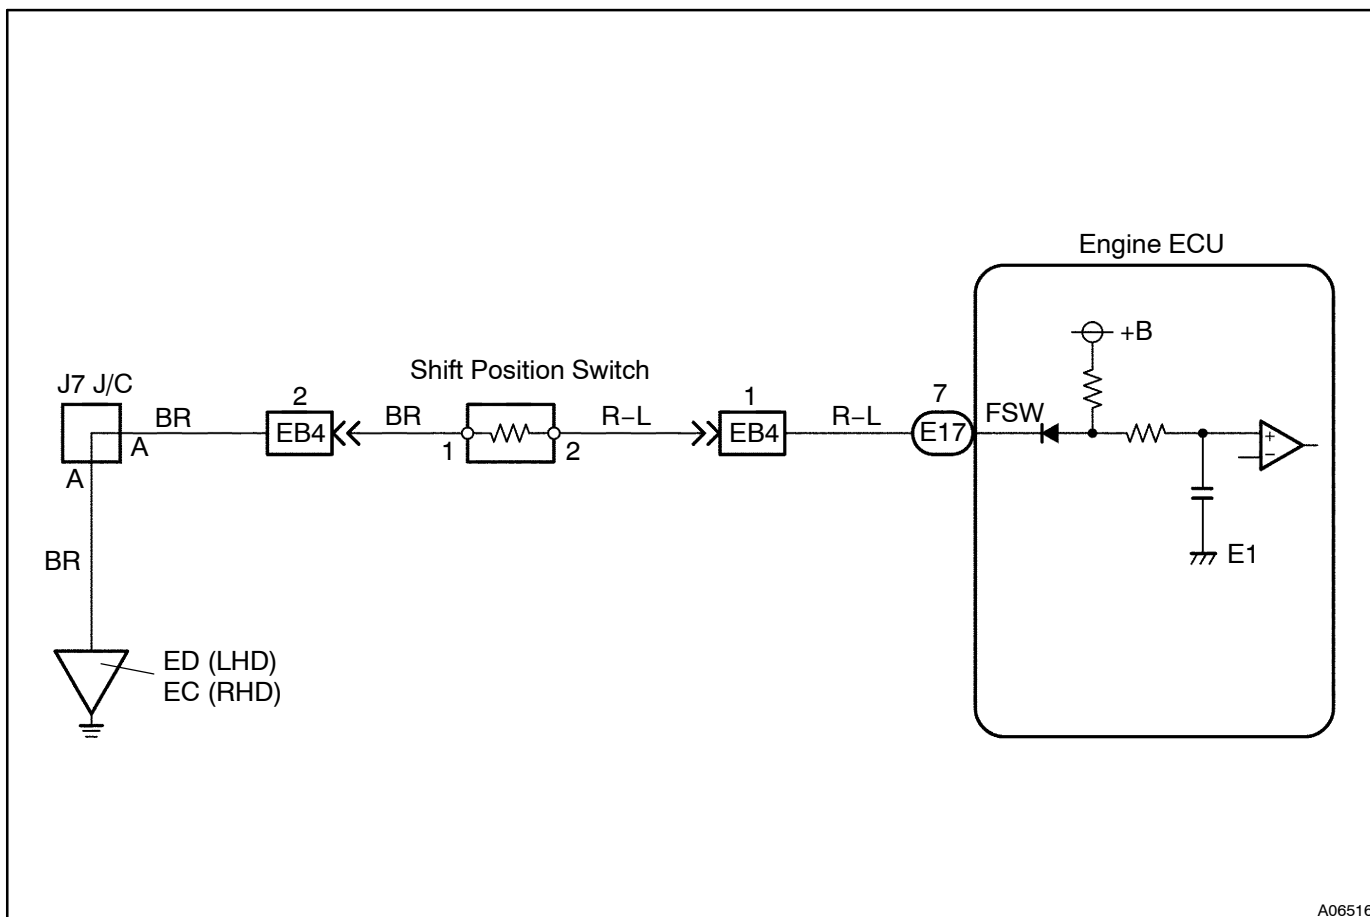 Engine ECU
+B
Shift Position Switch
J7 J/C
BR
2
EB4
BR
1
2
R–L
1
EB4
R–L
7
E17
FSW
+
–
A
A
BR
E1
ED (LHD)
EC (RHD)
A06516